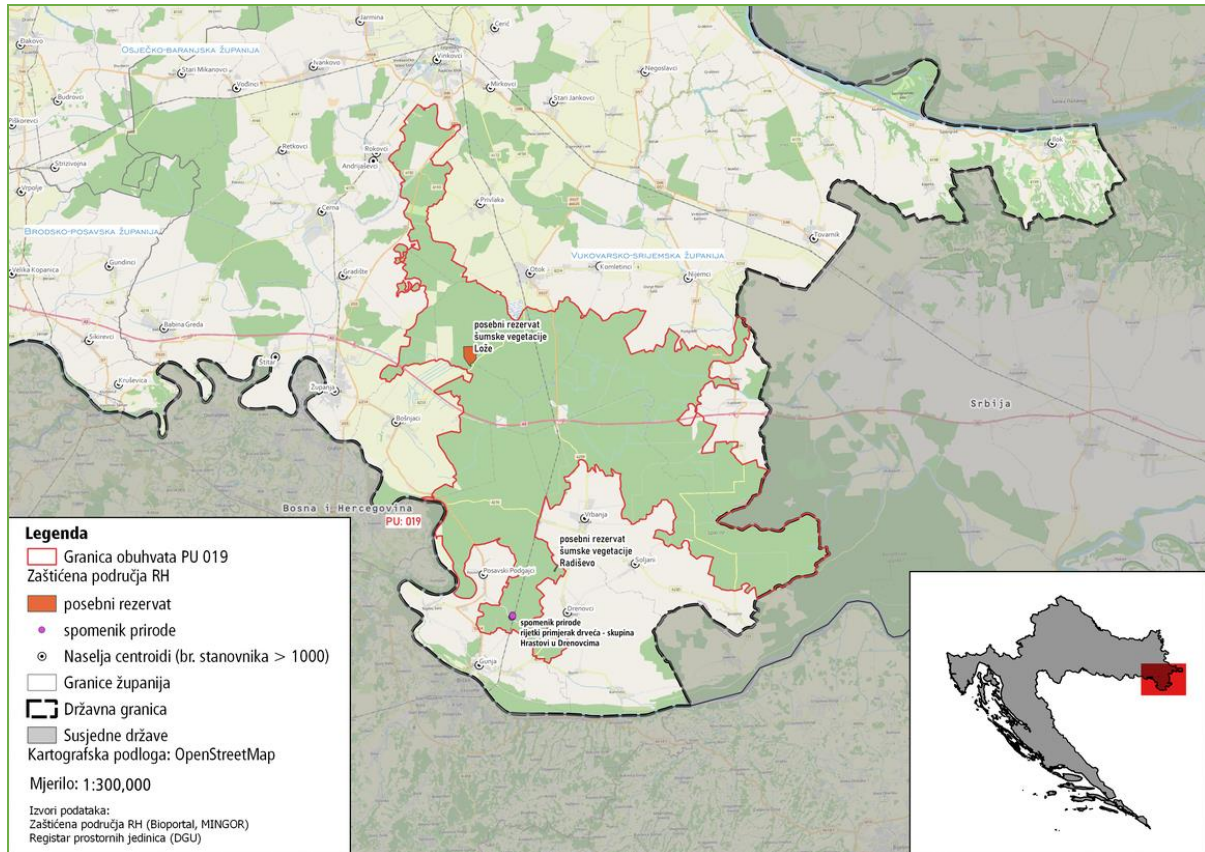 Jarmina
Cerić
Đakovo
OSJEČKO-BARANJSKA ŽUPANIJA
Ivankovo
Vinkovci
Stari Mikanovci
Vođinci
Mirkovci
Negoslavci
Budrovci
Stari Jankovci
Piškorevci
Ilok
Retkovci
Rokovci
Andrijaševci
Strizivojna
Vrpolje
Cerna
Privlaka
BRODSKO-POSAVSKA ŽUPANIJA
Tovarnik
VUKOVARSKO-SRIJEMSKA ŽUPANIJA
Gundinci
Velika Kopanica
Gradište
Otok
Komletinci
Nijemci
Babina Greda
posebni rezervat
šumske vegetacije
Lože
Sikirevci
Štitar
Kruševica
Županja
Srbija
Bošnjaci
Bosna i Hercegovina
PU: 019
Vrbanja
posebni rezervat
šumske vegetacije
Radiševo
Soljani
Posavski Podgajci
Drenovci
spomenik prirode
rijetki primjerak drveća - skupina
Hrastovi u Drenovcima
Gunja
Legenda
Granica obuhvata PU 019
Zaštićena područja RH
posebni rezervat
spomenik prirode
Naselja centroidi (br. stanovnika > 1000)
Granice županija
Državna granica
Susjedne države
Kartografska podloga: OpenStreetMap
Mjerilo: 1:300,000
Izvori podataka:
Zaštićena područja RH (Bioportal, MINGOR)
Registar prostornih jedinica (DGU)